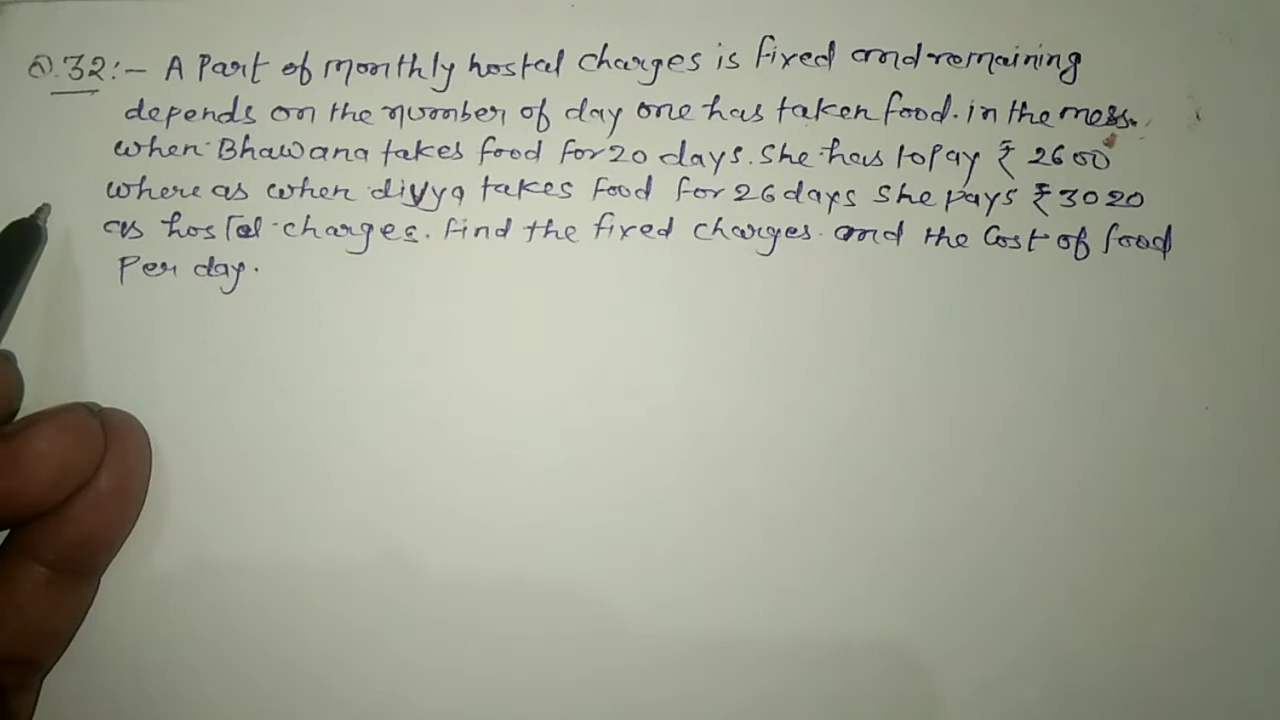 Q.32:- A Part of monthly hostal charges is fixed and remaining
depends on the number of day one has taken food. in the mess.
when Bhawana takes food for 20 days. She has to pay ₹ 2600
where as when divya takes food for 26 days she pays ₹ 3020
as hostel charges. find the fixed charges. and the cost of food
Per day.